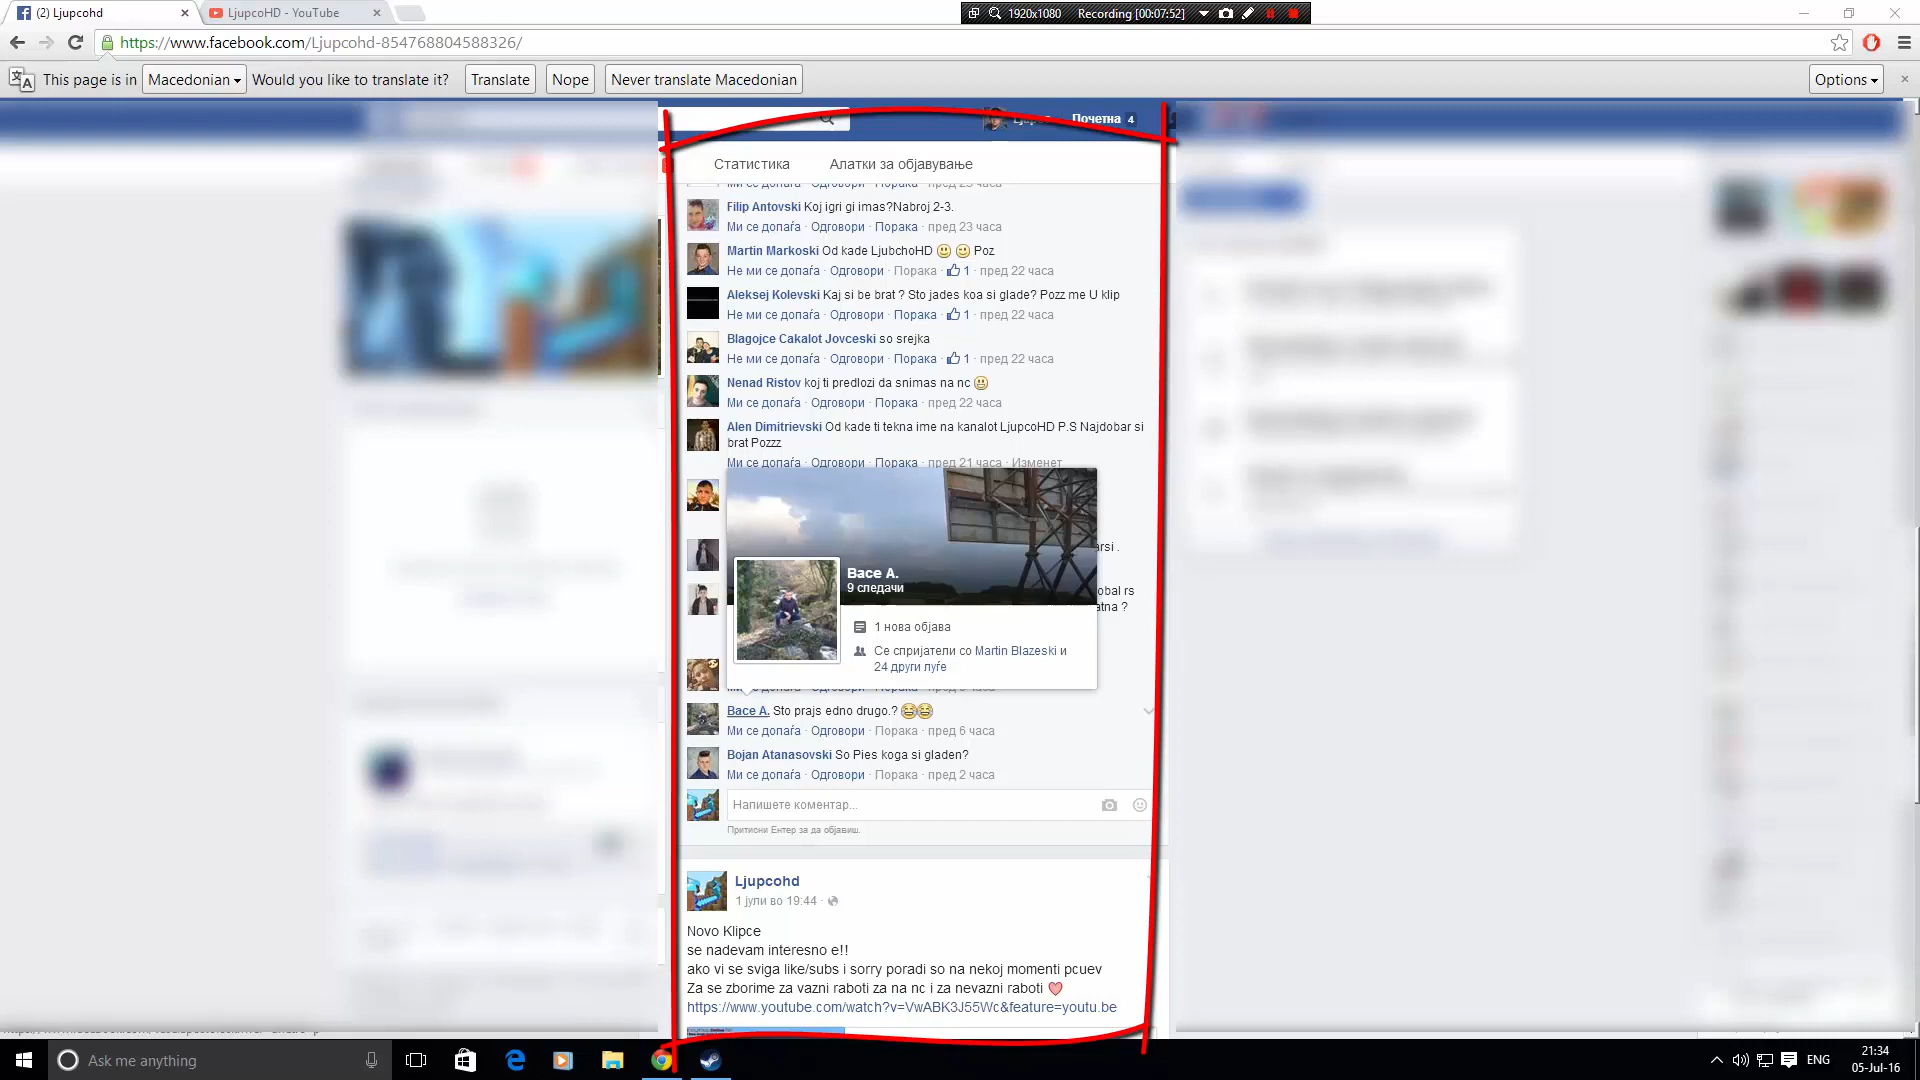 (2) Ljupcohd
LjupcoHD - YouTube
1920x1080 Recording [00:07:52]
https://www.facebook.com/Ljupcohd-854768804588326/
This page is in Macedonian Would you like to translate it? Translate Nope Never translate Macedonian Options
Почетна 4
Статистика Алатки за објавување
Ми се допаѓа · Одговори · Порака · пред 23 часа
Filip Antovski Koj igri gi imas?Nabroj 2-3.
Ми се допаѓа · Одговори · Порака · пред 23 часа
Martin Markoski Od kade LjubchoHD Poz
Не ми се допаѓа · Одговори · Порака · 1 · пред 22 часа
Aleksej Kolevski Kaj si be brat ? Sto jades koa si glade? Pozz me U klip
Не ми се допаѓа · Одговори · Порака · 1 · пред 22 часа
Blagojce Cakalot Jovceski so srejka
Не ми се допаѓа · Одговори · Порака · 1 · пред 22 часа
Nenad Ristov koj ti predlozi da snimas na nc
Ми се допаѓа · Одговори · Порака · пред 22 часа
Alen Dimitrievski Od kade ti tekna ime na kanalot LjupcoHD P.S Najdobar si
brat Pozzz
Ми се допаѓа · Одговори · Порака · пред 21 часа · Изменет
arsi .
Васе А.
9 следачи
obal rs
atna ?
1 нова објава
Се спријатели со Martin Blazeski и
24 други луѓе
Васе А. Sto prajs edno drugo.?
Ми се допаѓа · Одговори · Порака · пред 6 часа
Bojan Atanasovski So Pies koga si gladen?
Ми се допаѓа · Одговори · Порака · пред 2 часа
Напишете коментар...
Притисни Ентер за да објавиш.
Ljupcohd
1 јули во 19:44 ·
Novo Klipce
se nadevam interesno e!!
ako vi se sviga like/subs i sorry poradi so na nekoj momenti pcuev
Za se zborime za vazni raboti za na nc i za nevazni raboti
https://www.youtube.com/watch?v=VwABK3J55Wc&feature=youtu.be
Ask me anything
ENG
21:34
05-Jul-16